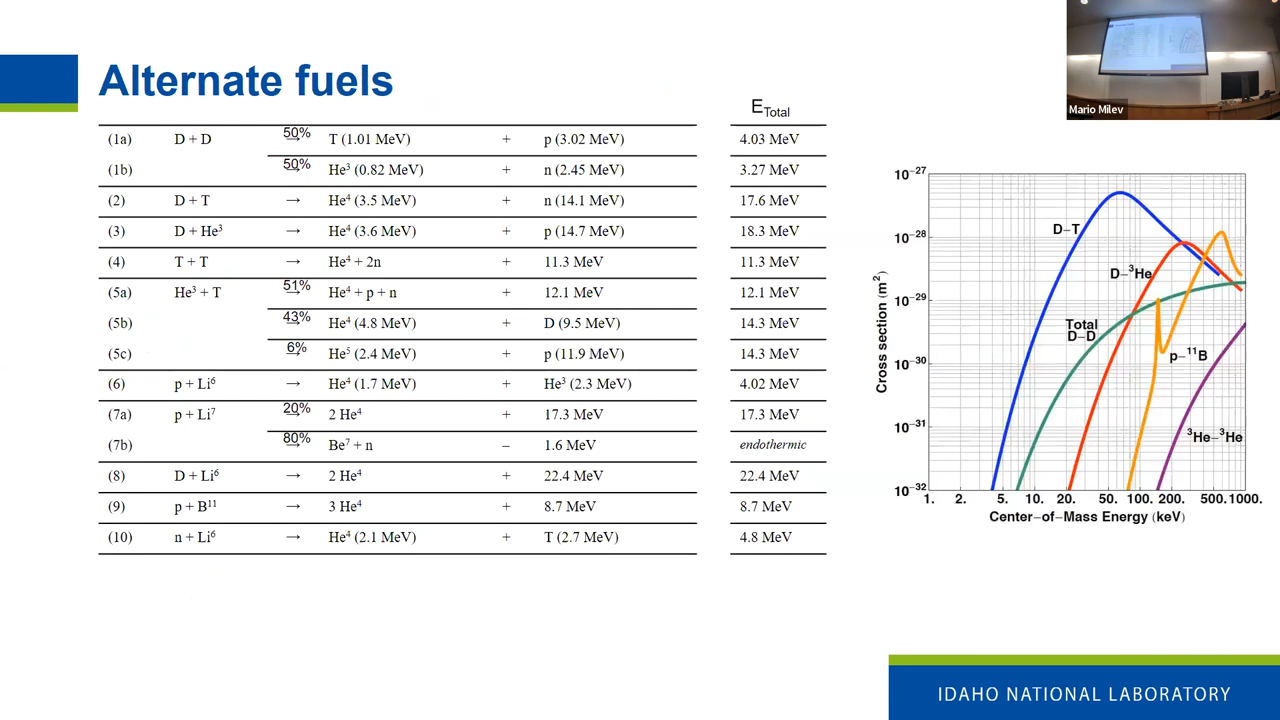 Alternate fuels
Mario Milev
E_Total
(1a) D + D 50% → T (1.01 MeV) + p (3.02 MeV) 4.03 MeV
(1b) 50% → He³ (0.82 MeV) + n (2.45 MeV) 3.27 MeV
(2) D + T → He⁴ (3.5 MeV) + n (14.1 MeV) 17.6 MeV
(3) D + He³ → He⁴ (3.6 MeV) + p (14.7 MeV) 18.3 MeV
(4) T + T → He⁴ + 2n + 11.3 MeV 11.3 MeV
(5a) He³ + T 51% → He⁴ + p + n + 12.1 MeV 12.1 MeV
(5b) 43% → He⁴ (4.8 MeV) + D (9.5 MeV) 14.3 MeV
(5c) 6% → He⁵ (2.4 MeV) + p (11.9 MeV) 14.3 MeV
(6) p + Li⁶ → He⁴ (1.7 MeV) + He³ (2.3 MeV) 4.02 MeV
(7a) p + Li⁷ 20% → 2 He⁴ + 17.3 MeV 17.3 MeV
(7b) 80% → Be⁷ + n – 1.6 MeV endothermic
(8) D + Li⁶ → 2 He⁴ + 22.4 MeV 22.4 MeV
(9) p + B¹¹ → 3 He⁴ + 8.7 MeV 8.7 MeV
(10) n + Li⁶ → He⁴ (2.1 MeV) + T (2.7 MeV) 4.8 MeV
Cross section (m²)
10⁻²⁷
10⁻²⁸
10⁻²⁹
10⁻³⁰
10⁻³¹
10⁻³²
D–T
D–³He
Total
D–D
p–¹¹B
³He–³He
1. 2. 5. 10. 20. 50. 100. 200. 500. 1000.
Center–of–Mass Energy (keV)
IDAHO NATIONAL LABORATORY